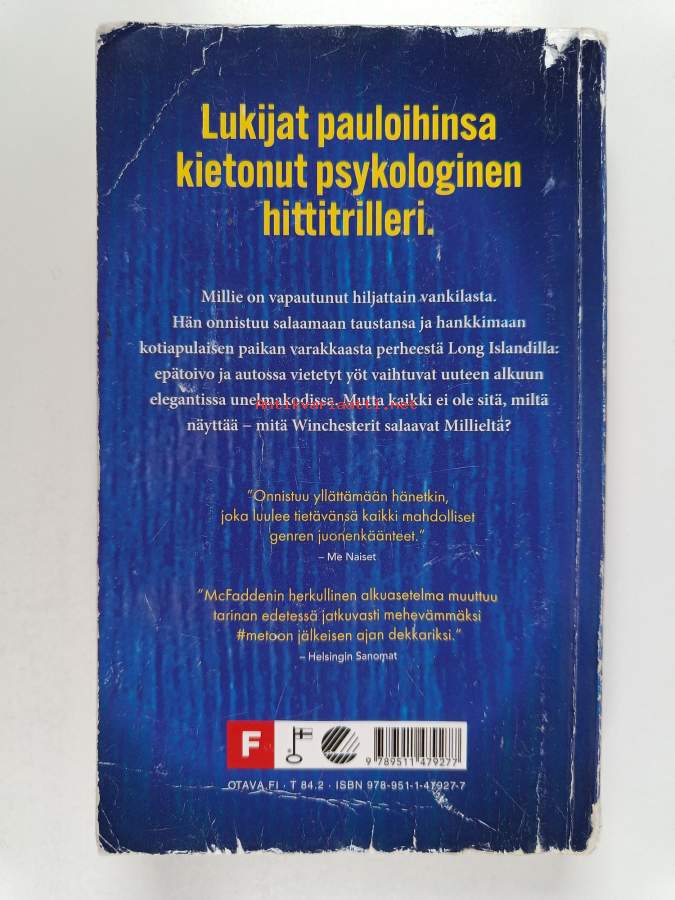 Lukijat pauloihinsa
kietonut psykologinen
hittitrilleri.
Millie on vapautunut hiljattain vankilasta.
Hän onnistuu salaamaan taustansa ja hankkimaan
kotiapulaisen paikan varakkaasta perheestä Long Islandilla:
epätoivo ja autossa vietetyt yöt vaihtuvat uuteen alkuun
elegantissa unelmakodissa. Mutta kaikki ei ole sitä, miltä
Antikvariaatti.net
näyttää – mitä Winchesterit salaavat Millieltä?
”Onnistuu yllättämään hänetkin,
joka luulee tietävänsä kaikki mahdolliset
genren juonenkäänteet.”
– Me Naiset
”McFaddenin herkullinen alkuasetelma muuttuu
tarinan edetessä jatkuvasti mehevämmäksi
#metoon jälkeisen ajan dekkariksi.”
– Helsingin Sanomat
F
9 789511 479277
OTAVA.FI · T 84.2 · ISBN 978-951-1-47927-7